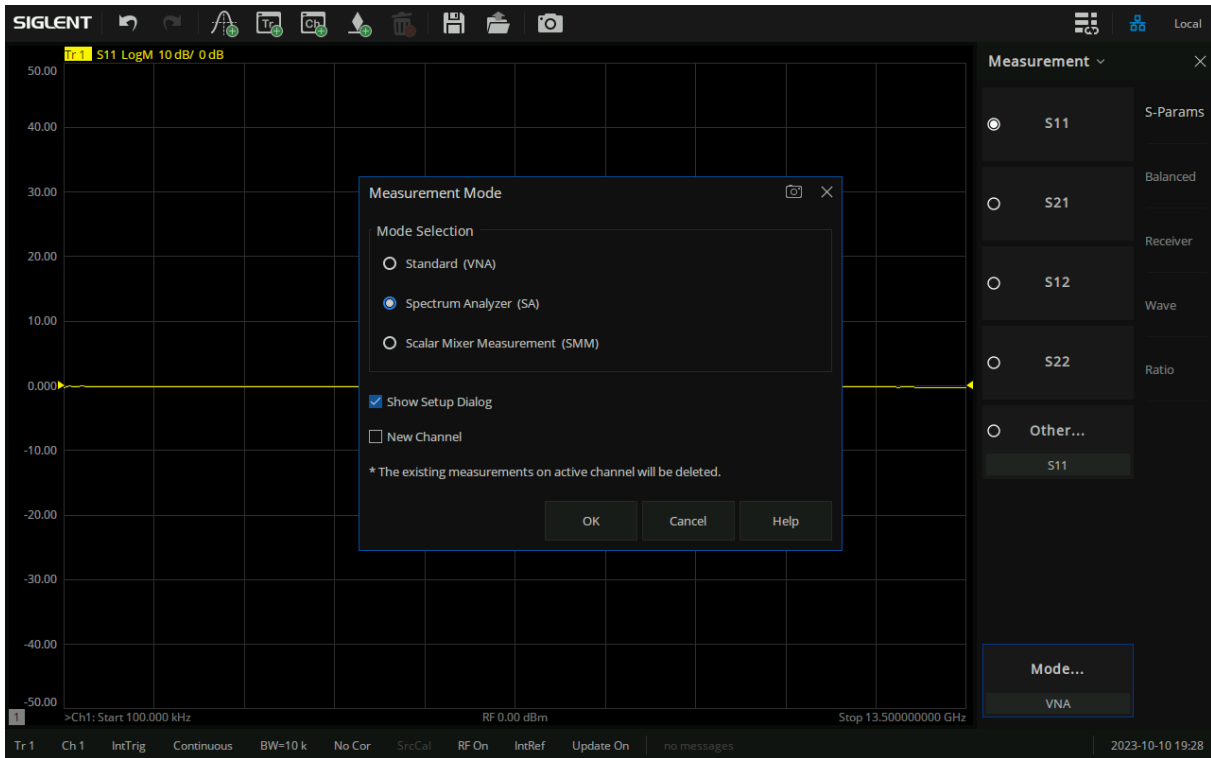 SIGLENT Tr Ch Local
Tr 1 S11 LogM 10 dB/ 0 dB
50.00
40.00
30.00
20.00
10.00
0.000
-10.00
-20.00
-30.00
-40.00
-50.00
Measurement Mode
Mode Selection
Standard (VNA)
Spectrum Analyzer (SA)
Scalar Mixer Measurement (SMM)
Show Setup Dialog
New Channel
* The existing measurements on active channel will be deleted.
OK Cancel Help
Measurement
S11
S21
S12
S22
Other...
S11
Mode...
VNA
S-Params
Balanced
Receiver
Wave
Ratio
1 >Ch1: Start 100.000 kHz RF 0.00 dBm Stop 13.500000000 GHz
Tr 1 Ch 1 IntTrig Continuous BW=10 k No Cor SrcCal RF On IntRef Update On no messages 2023-10-10 19:28